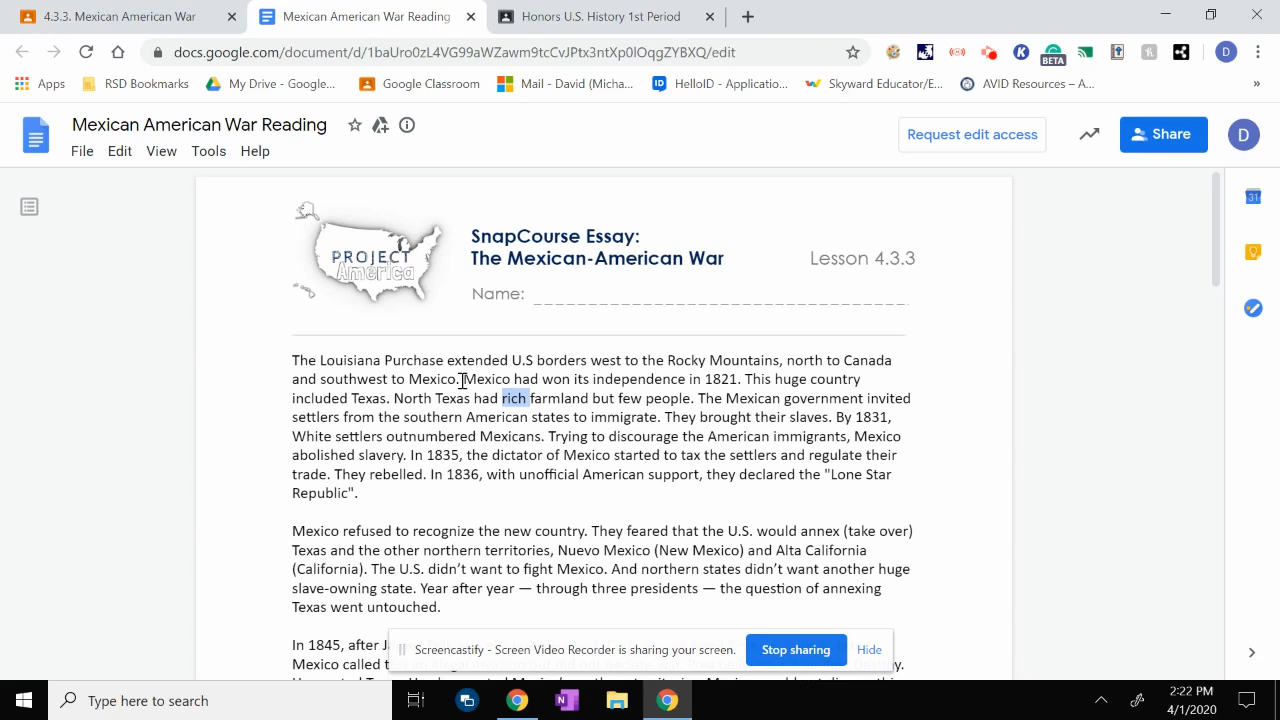 4.3.3. Mexican American War
Mexican American War Reading
Honors U.S. History 1st Period
docs.google.com/document/d/1baUro0zL4VG99aWZawm9tcCvJPtx3ntXp0lOqgZYBXQ/edit
BETA
D
Apps
RSD Bookmarks
My Drive - Google...
Google Classroom
Mail - David (Micha...
HelloID - Applicatio...
Skyward Educator/E...
AVID Resources – A...
»
Mexican American War Reading
Request edit access
Share
D
File Edit View Tools Help
31
PROJECT
America
SnapCourse Essay:
The Mexican-American War
Lesson 4.3.3
Name:
The Louisiana Purchase extended U.S borders west to the Rocky Mountains, north to Canada
and southwest to Mexico. Mexico had won its independence in 1821. This huge country
included Texas. North Texas had rich farmland but few people. The Mexican government invited
settlers from the southern American states to immigrate. They brought their slaves. By 1831,
White settlers outnumbered Mexicans. Trying to discourage the American immigrants, Mexico
abolished slavery. In 1835, the dictator of Mexico started to tax the settlers and regulate their
trade. They rebelled. In 1836, with unofficial American support, they declared the "Lone Star
Republic".
Mexico refused to recognize the new country. They feared that the U.S. would annex (take over)
Texas and the other northern territories, Nuevo Mexico (New Mexico) and Alta California
(California). The U.S. didn't want to fight Mexico. And northern states didn't want another huge
slave-owning state. Year after year — through three presidents — the question of annexing
Texas went untouched.
In 1845, after
Mexico called
Screencastify - Screen Video Recorder is sharing your screen.
Stop sharing
Hide
Type here to search
2:22 PM
4/1/2020